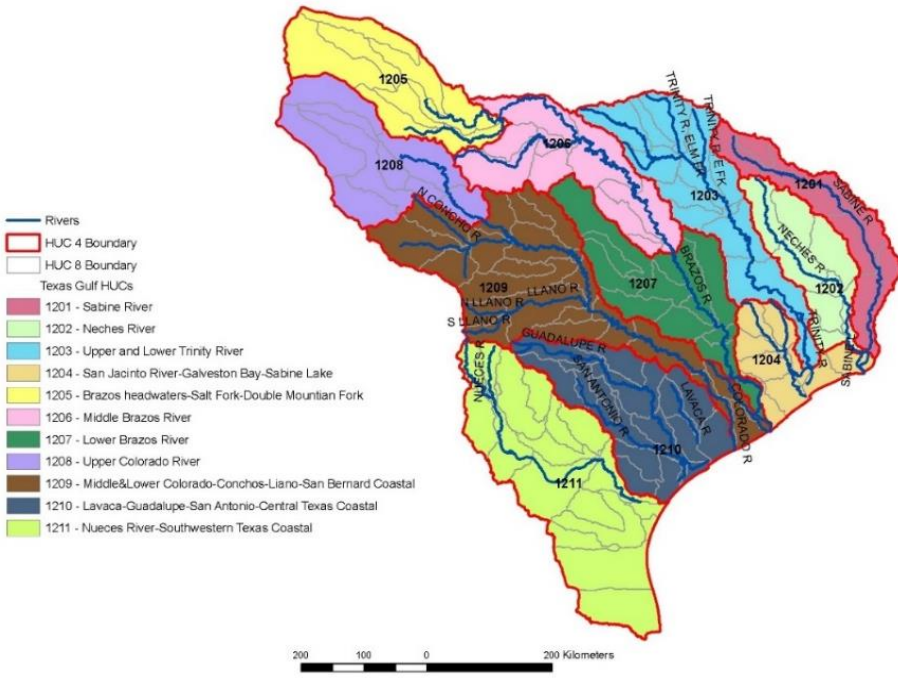 1205
1208
1206
TRINITY R, ELM FK
TRINITY R, E FK
1203
1201
SABINE R
N CONCHO R
NECHES R
1202
BRAZOS R
1207
1209
LLANO R
N LLANO R
S LLANO R
GUADALUPE R
1204
TRINITY R
SABINE R
NUECES R
SAN ANTONIO R
LAVACA R
COLORADO R
1210
1211
Rivers
HUC 4 Boundary
HUC 8 Boundary
Texas Gulf HUCs
1201 - Sabine River
1202 - Neches River
1203 - Upper and Lower Trinity River
1204 - San Jacinto River-Galveston Bay-Sabine Lake
1205 - Brazos headwaters-Salt Fork-Double Mountian Fork
1206 - Middle Brazos River
1207 - Lower Brazos River
1208 - Upper Colorado River
1209 - Middle&Lower Colorado-Conchos-Liano-San Bernard Coastal
1210 - Lavaca-Guadalupe-San Antonio-Central Texas Coastal
1211 - Nueces River-Southwestern Texas Coastal
200 100 0 200 Kilometers